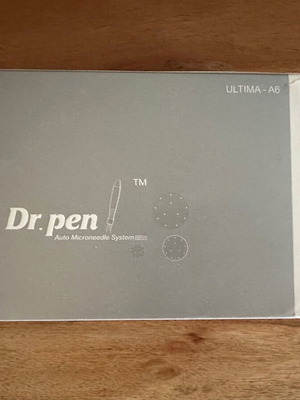 ULTIMA - A6
TM
Dr. pen
Auto Microneedle System